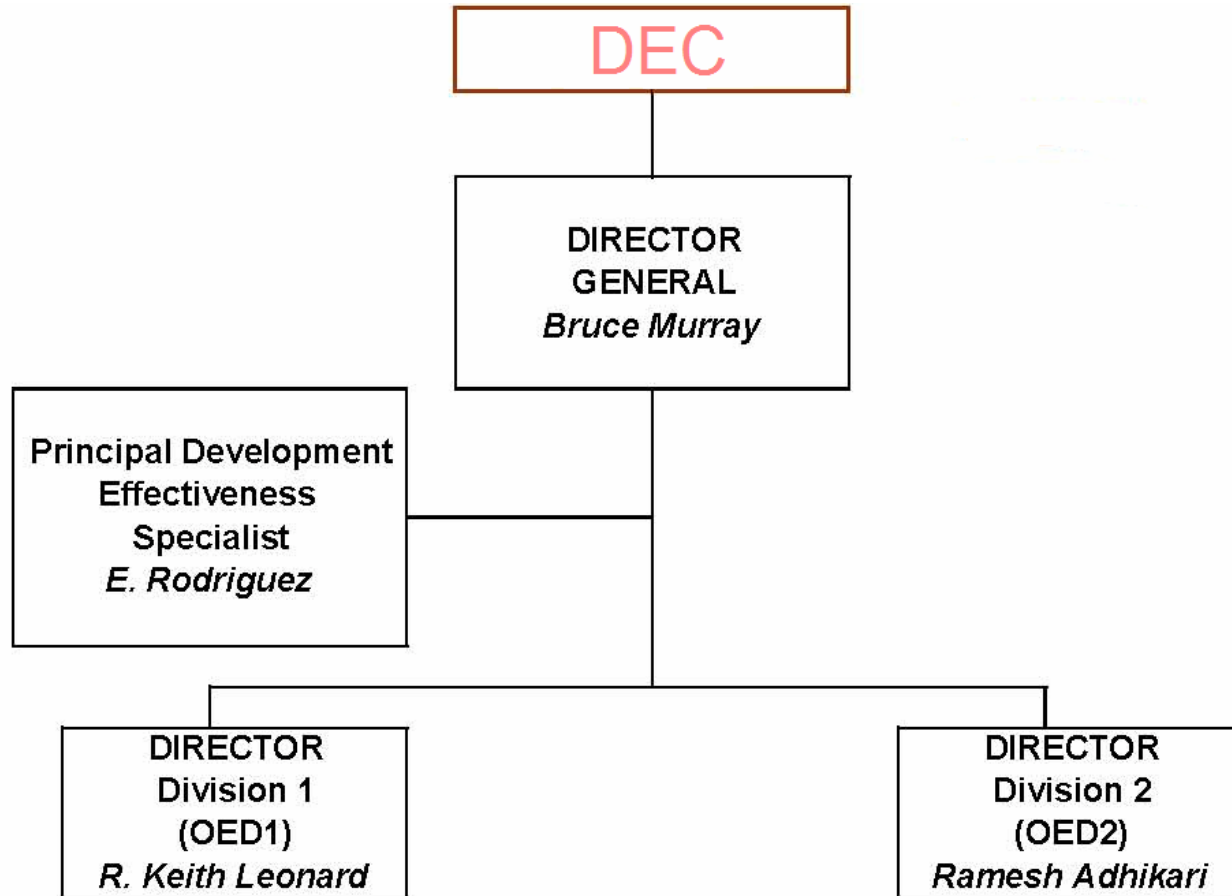 DEC
DIRECTOR
GENERAL
Bruce Murray
Principal Development
Effectiveness
Specialist
E. Rodriguez
DIRECTOR
Division 1
(OED1)
R. Keith Leonard
DIRECTOR
Division 2
(OED2)
Ramesh Adhikari